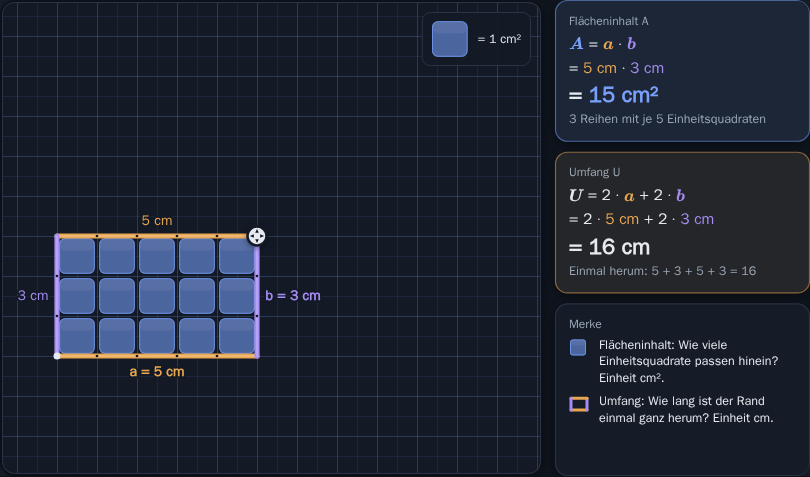 = 1 cm²
5 cm
3 cm
b = 3 cm
a = 5 cm
Flächeninhalt A
A = a · b
= 5 cm · 3 cm
= 15 cm²
3 Reihen mit je 5 Einheitsquadraten
Umfang U
U = 2 · a + 2 · b
= 2 · 5 cm + 2 · 3 cm
= 16 cm
Einmal herum: 5 + 3 + 5 + 3 = 16
Merke
Flächeninhalt: Wie viele
Einheitsquadrate passen hinein?
Einheit cm².
Umfang: Wie lang ist der Rand
einmal ganz herum? Einheit cm.